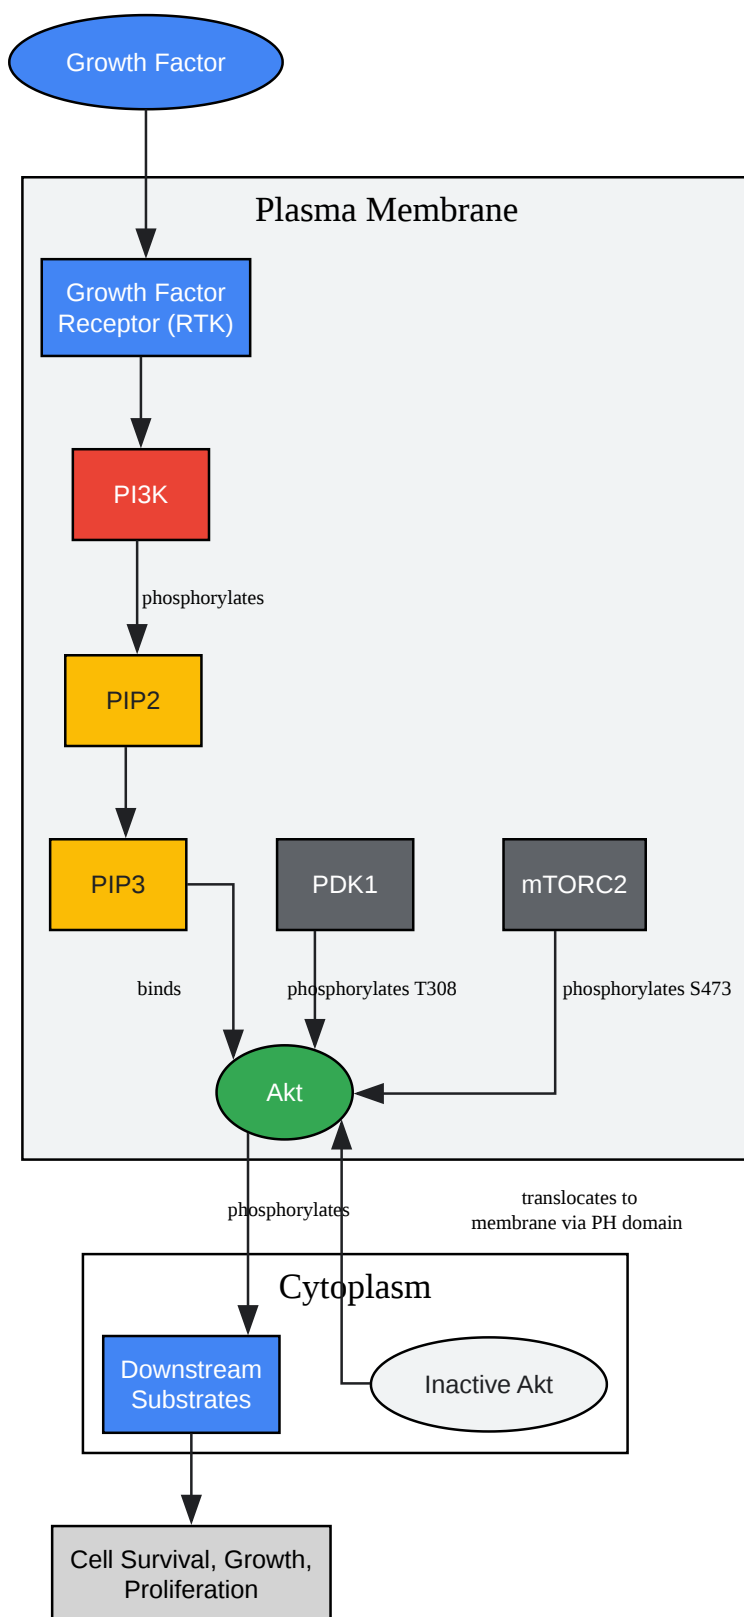 Growth Factor
Plasma Membrane
Growth Factor
Receptor (RTK)
PI3K
phosphorylates
PIP2
PIP3
PDK1
mTORC2
binds
phosphorylates T308
phosphorylates S473
Akt
phosphorylates
translocates to
membrane via PH domain
Cytoplasm
Downstream
Substrates
Inactive Akt
Cell Survival, Growth,
Proliferation